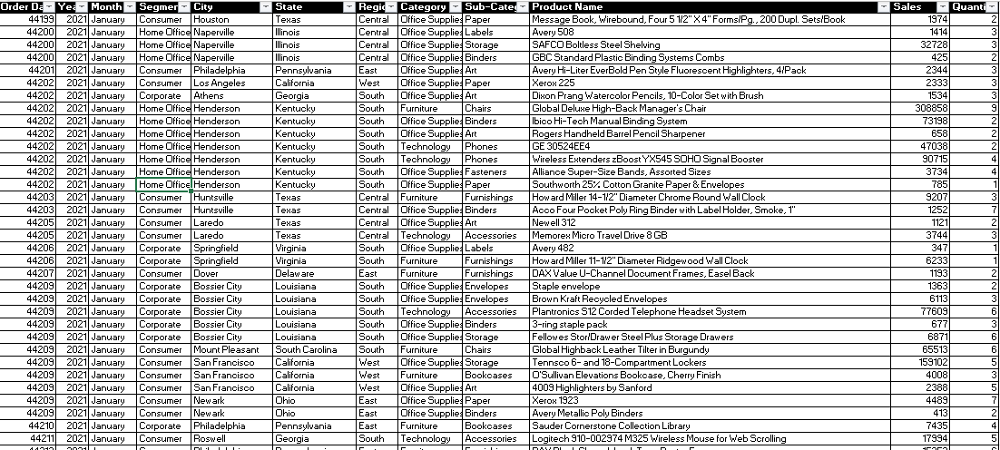 Order Da Yea Month Segmen City State Regio Category Sub-Categ Product Name Sales Quanti
44199 2021 January Consumer Houston Texas Central Office Supplies Paper Message Book, Wirebound, Four 5 1/2" X 4" Forms/Pg., 200 Dupl. Sets/Book 1974 2
44200 2021 January Home Office Naperville Illinois Central Office Supplies Labels Avery 508 1414 3
44200 2021 January Home Office Naperville Illinois Central Office Supplies Storage SAFCO Boltless Steel Shelving 32728 3
44200 2021 January Home Office Naperville Illinois Central Office Supplies Binders GBC Standard Plastic Binding Systems Combs 425 2
44201 2021 January Consumer Philadelphia Pennsylvania East Office Supplies Art Avery Hi-Liter EverBold Pen Style Fluorescent Highlighters, 4/Pack 2344 3
44202 2021 January Consumer Los Angeles California West Office Supplies Paper Xerox 225 2333 3
44202 2021 January Corporate Athens Georgia South Office Supplies Art Dixon Prang Watercolor Pencils, 10-Color Set with Brush 1534 3
44202 2021 January Home Office Henderson Kentucky South Furniture Chairs Global Deluxe High-Back Manager's Chair 308858 9
44202 2021 January Home Office Henderson Kentucky South Office Supplies Binders Ibico Hi-Tech Manual Binding System 73198 2
44202 2021 January Home Office Henderson Kentucky South Office Supplies Art Rogers Handheld Barrel Pencil Sharpener 658 2
44202 2021 January Home Office Henderson Kentucky South Technology Phones GE 30524EE4 47038 2
44202 2021 January Home Office Henderson Kentucky South Technology Phones Wireless Extenders zBoost YX545 SOHO Signal Booster 90715 4
44202 2021 January Home Office Henderson Kentucky South Office Supplies Fasteners Alliance Super-Size Bands, Assorted Sizes 3734 4
44202 2021 January Home Office Henderson Kentucky South Office Supplies Paper Southworth 25% Cotton Granite Paper & Envelopes 785 1
44203 2021 January Consumer Huntsville Texas Central Furniture Furnishings Howard Miller 14-1/2" Diameter Chrome Round Wall Clock 9207 3
44203 2021 January Consumer Huntsville Texas Central Office Supplies Binders Acco Four Pocket Poly Ring Binder with Label Holder, Smoke, 1" 1252 7
44205 2021 January Consumer Laredo Texas Central Office Supplies Art Newell 312 1121 2
44205 2021 January Consumer Laredo Texas Central Technology Accessories Memorex Micro Travel Drive 8 GB 3744 3
44206 2021 January Corporate Springfield Virginia South Office Supplies Labels Avery 482 347 1
44206 2021 January Corporate Springfield Virginia South Furniture Furnishings Howard Miller 11-1/2" Diameter Ridgewood Wall Clock 6233 1
44207 2021 January Consumer Dover Delaware East Furniture Furnishings DAX Value U-Channel Document Frames, Easel Back 1193 2
44209 2021 January Corporate Bossier City Louisiana South Office Supplies Envelopes Staple envelope 1363 2
44209 2021 January Corporate Bossier City Louisiana South Office Supplies Envelopes Brown Kraft Recycled Envelopes 6113 3
44209 2021 January Corporate Bossier City Louisiana South Technology Accessories Plantronics S12 Corded Telephone Headset System 77609 6
44209 2021 January Corporate Bossier City Louisiana South Office Supplies Binders 3-ring staple pack 677 3
44209 2021 January Corporate Bossier City Louisiana South Office Supplies Storage Fellowes Stor/Drawer Steel Plus Storage Drawers 6871 6
44209 2021 January Consumer Mount Pleasant South Carolina South Furniture Chairs Global Highback Leather Tilter in Burgundy 65513 6
44209 2021 January Consumer San Francisco California West Office Supplies Storage Tennsco 6- and 18-Compartment Lockers 159102 5
44209 2021 January Consumer San Francisco California West Furniture Bookcases O'Sullivan Elevations Bookcase, Cherry Finish 4008 3
44209 2021 January Consumer San Francisco California West Office Supplies Art 4009 Highlighters by Sanford 2388 5
44209 2021 January Consumer Newark Ohio East Office Supplies Paper Xerox 1923 4489 7
44209 2021 January Consumer Newark Ohio East Office Supplies Binders Avery Metallic Poly Binders 413 2
44210 2021 January Corporate Philadelphia Pennsylvania East Furniture Bookcases Sauder Cornerstone Collection Library 7435 4
44211 2021 January Consumer Roswell Georgia South Technology Accessories Logitech 910-002974 M325 Wireless Mouse for Web Scrolling 17994 5